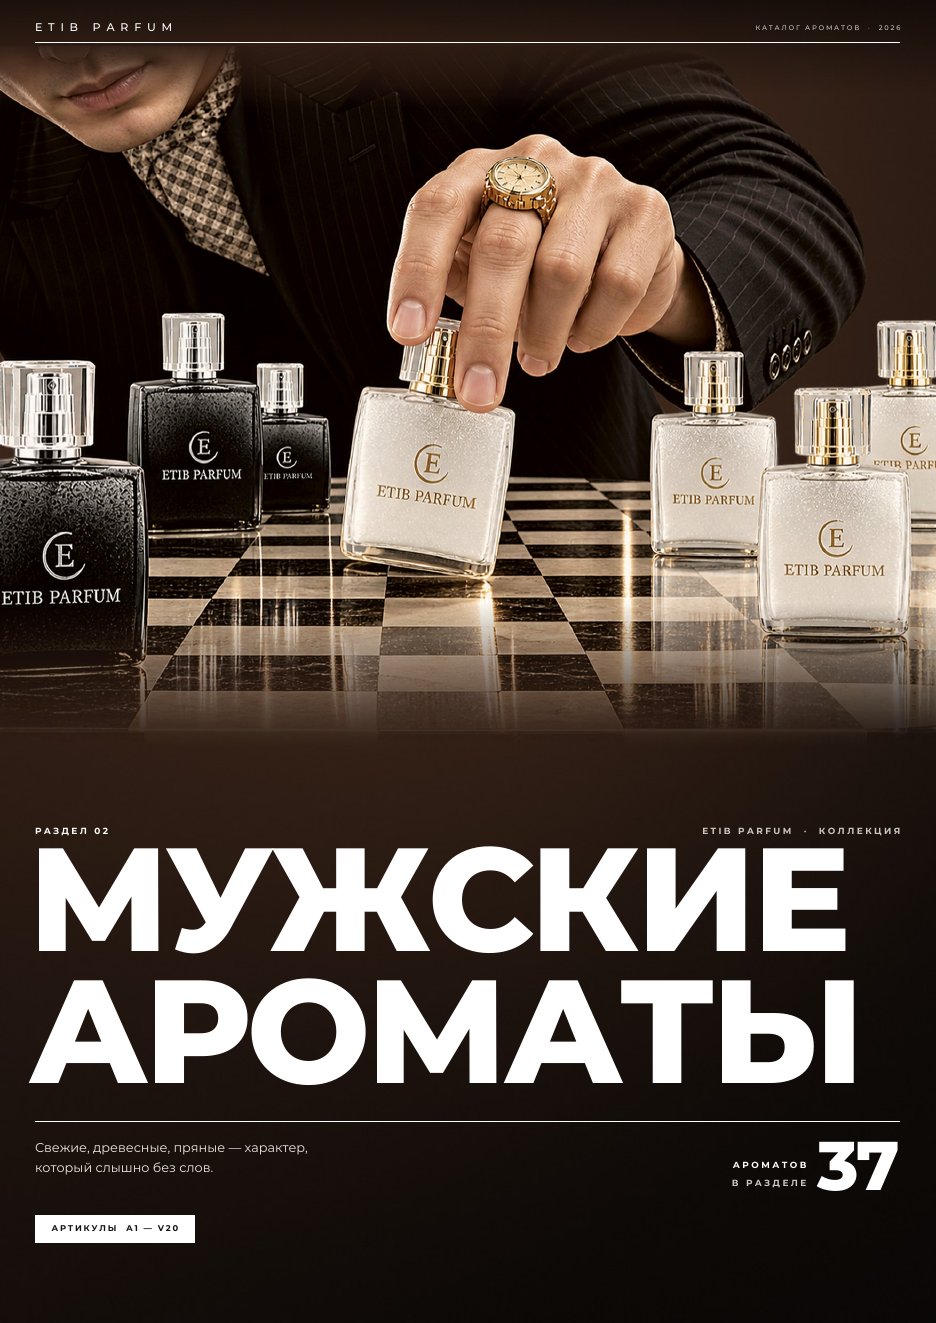 ETIB PARFUM
КАТАЛОГ АРОМАТОВ · 2026
E
ETIB PARFUM
E
ETIB PARFUM
E
ETIB PARFUM
E
ETIB PARFUM
E
ETIB PARFUM
E
ETIB PARFUM
E
ETIB PARF
РАЗДЕЛ 02
ETIB PARFUM · КОЛЛЕКЦИЯ
МУЖСКИЕ
АРОМАТЫ
Свежие, древесные, пряные — характер,
который слышно без слов.
АРОМАТОВ
В РАЗДЕЛЕ
37
АРТИКУЛЫ A1 — V20